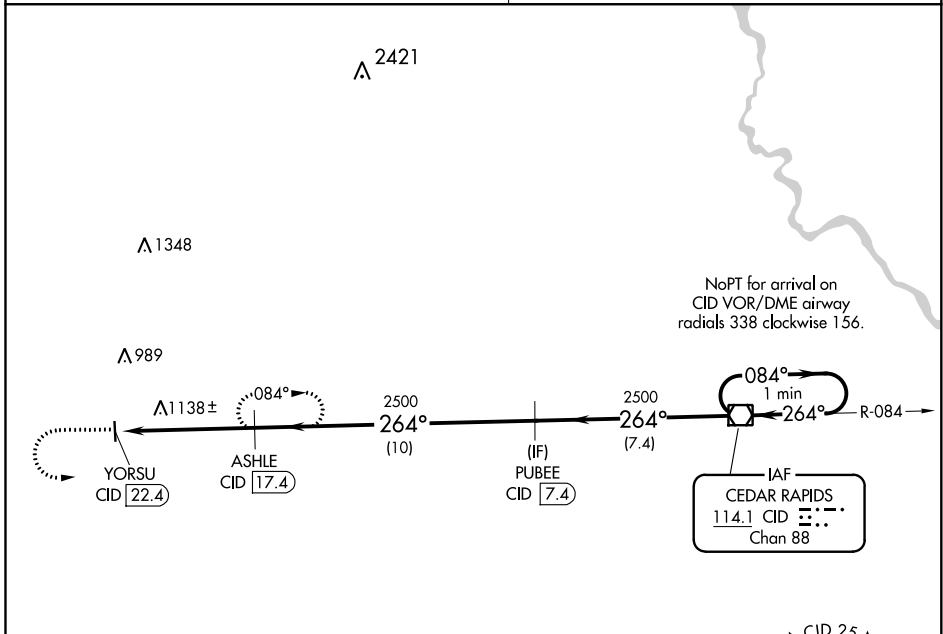 2421
1348
NoPT for arrival on
CID VOR/DME airway
radials 338 clockwise 156.
989
084°
1 min
264°
R-084
1138±
084°
2500
264°
(10)
2500
264°
(7.4)
YORSU
CID 22.4
ASHLE
CID 17.4
(IF)
PUBEE
CID 7.4
IAF
CEDAR RAPIDS
114.1 CID
Chan 88
CID 25